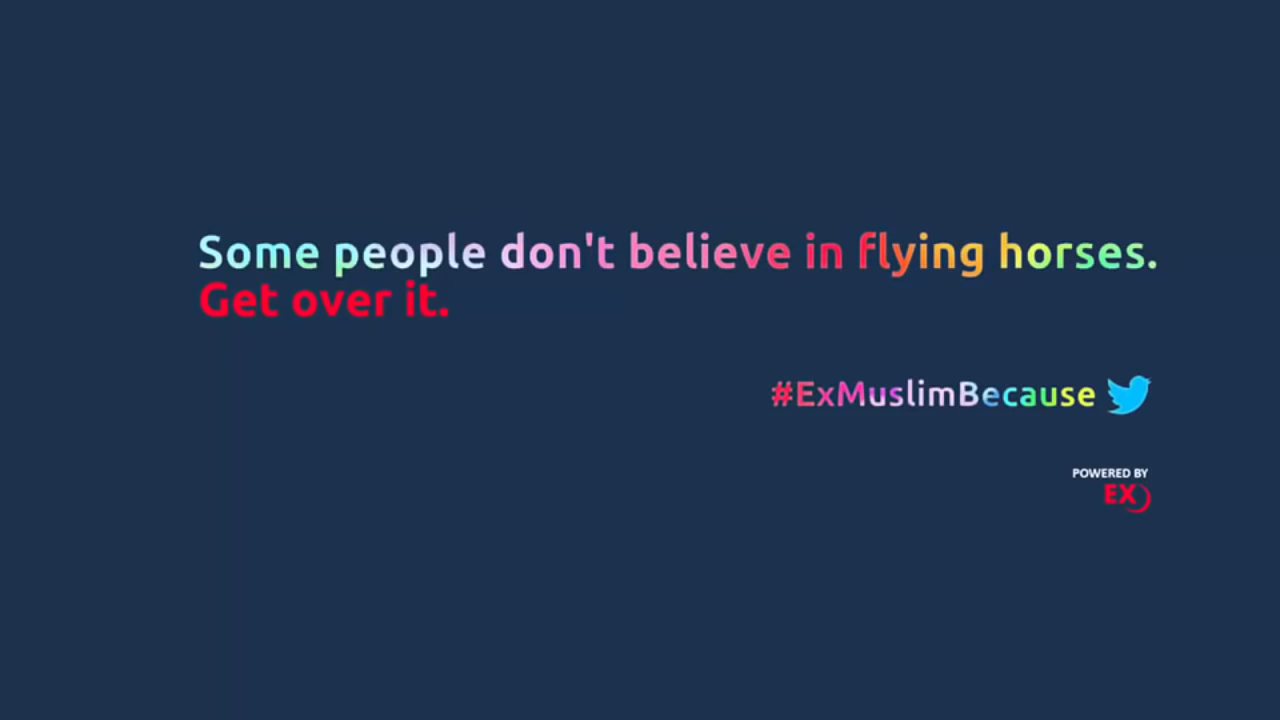 Some people don't believe in flying horses.
Get over it.
#ExMuslimBecause
POWERED BY
EX